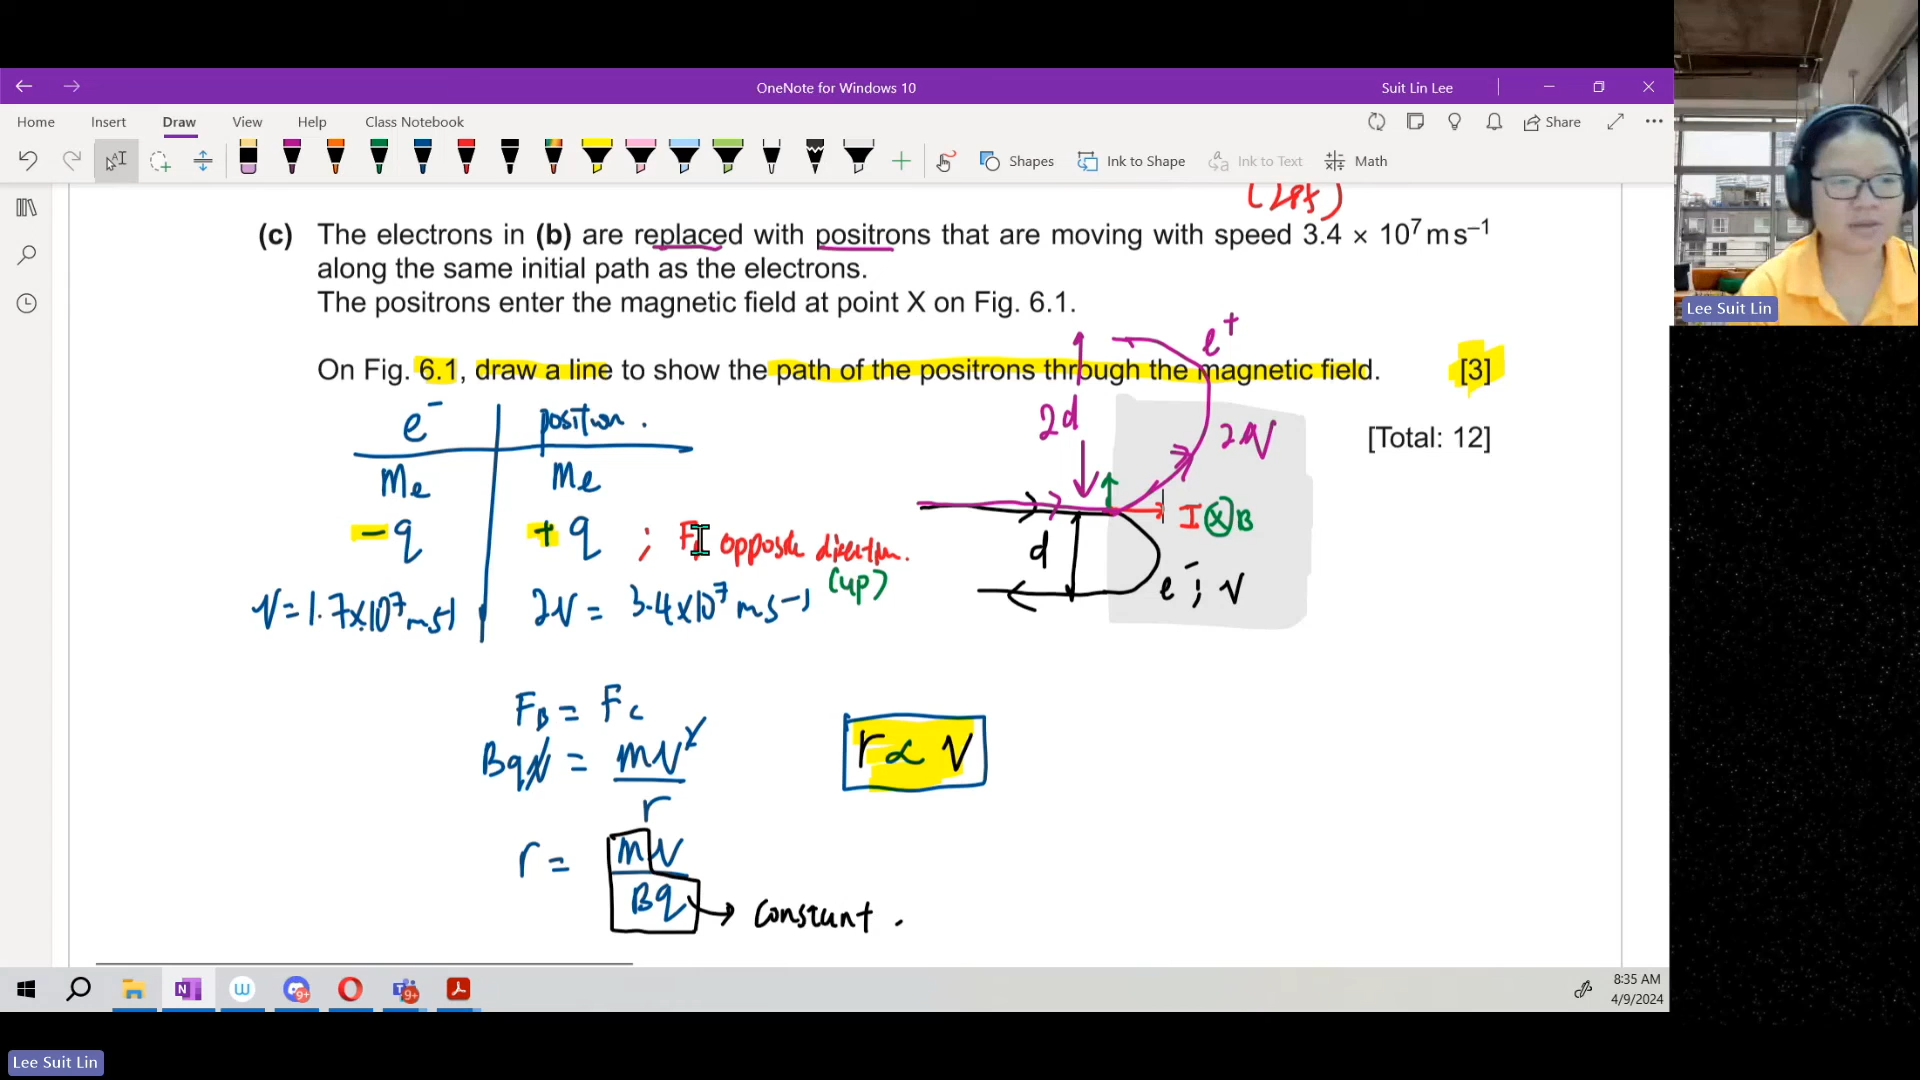 OneNote for Windows 10
Suit Lin Lee
Home Insert Draw View Help Class Notebook
Share
Shapes Ink to Shape Ink to Text Math
(c) The electrons in (b) are replaced with positrons that are moving with speed 3.4 × 10⁷ m s⁻¹
along the same initial path as the electrons.
The positrons enter the magnetic field at point X on Fig. 6.1.
On Fig. 6.1, draw a line to show the path of the positrons through the magnetic field. [3]
[Total: 12]
e⁻ | position .
Me | Me
-q | +q ; F opposite direction.
(up)
V = 1.7×10⁷ms-1 | 2V = 3.4×10⁷ms-1
e⁺
2d
2V
I ⊗ B
d
e⁻; V
F_B = F_c
Bqv = mv²
r
r = mv
Bq → constant .
r ∝ V
Lee Suit Lin
8:35 AM
4/9/2024
9+
9+
Lee Suit Lin